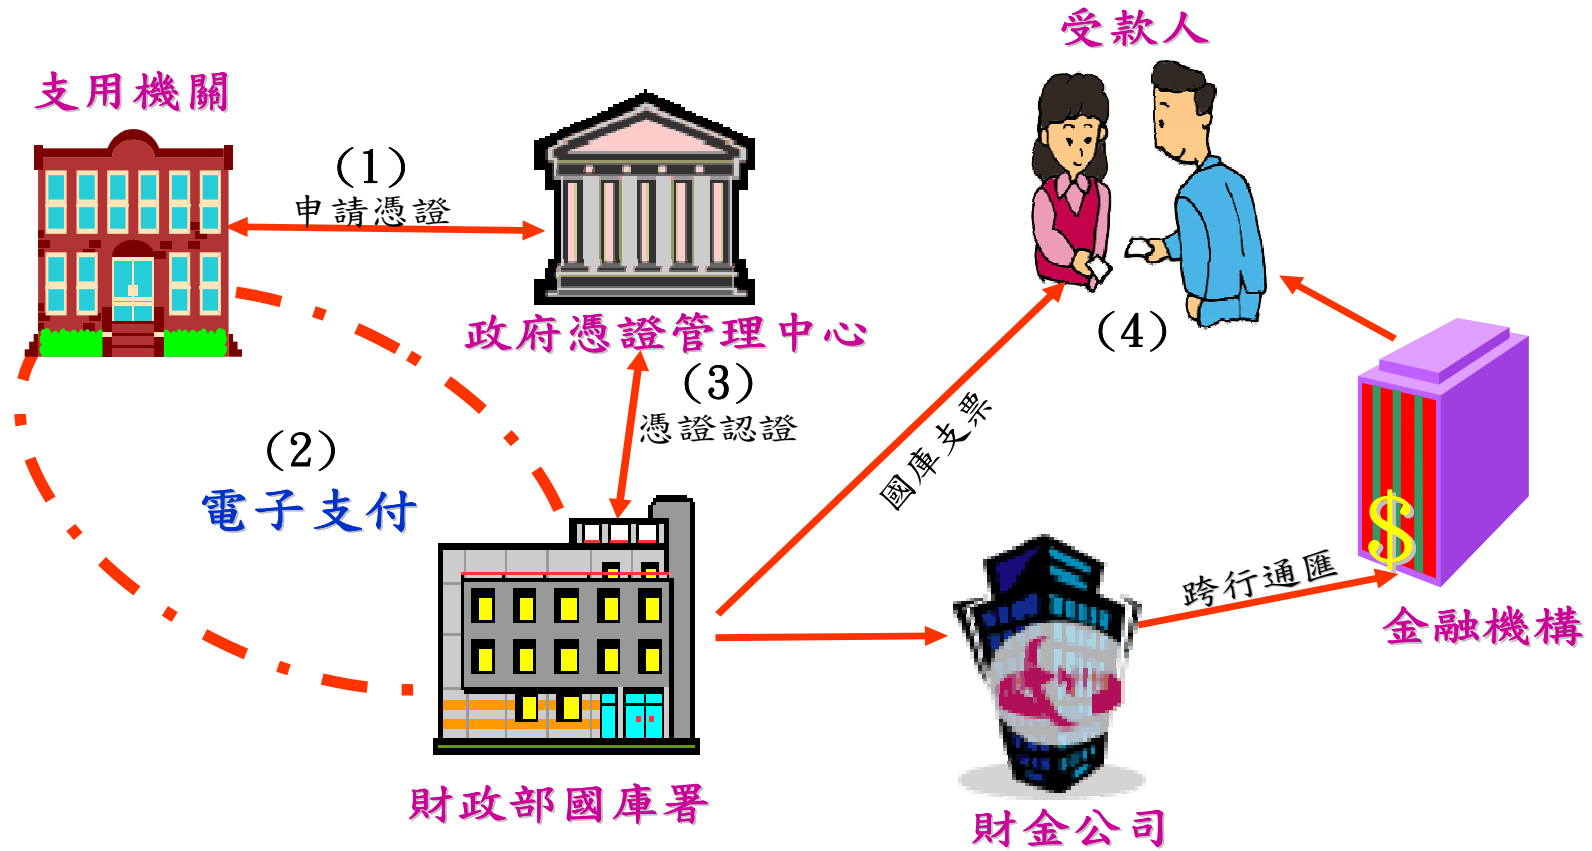 受款人
支用機關
（1）
申請憑證
政府憑證管理中心
（3）
憑證認證
（4）
（2）
電子支付
國庫支票
跨行通匯
$
金融機構
財政部國庫署
財金公司